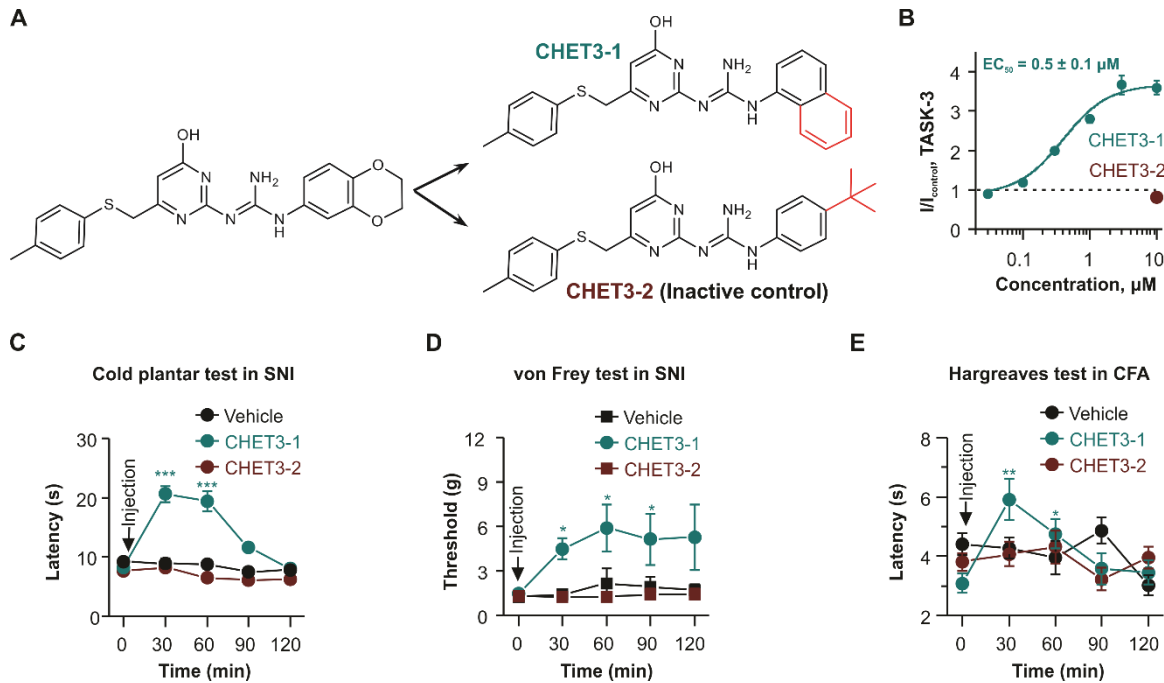 A
OH
S
N
N
NH2
N
N
H
O
O
CHET3-1
OH
S
N
N
NH2
N
N
H
OH
S
N
N
NH2
N
N
H
CHET3-2 (Inactive control)
B
EC50 = 0.5 ± 0.1 µM
I/Icontrol, TASK-3
4
3
2
1
0
CHET3-1
CHET3-2
0.1 1 10
Concentration, µM
C
Cold plantar test in SNI
Vehicle
CHET3-1
CHET3-2
Latency (s)
30
20
10
0
Injection
*** ***
0 30 60 90 120
Time (min)
D
von Frey test in SNI
Vehicle
CHET3-1
CHET3-2
Threshold (g)
12
9
6
3
0
Injection
* * *
0 30 60 90 120
Time (min)
E
Hargreaves test in CFA
Vehicle
CHET3-1
CHET3-2
Latency (s)
8
6
4
2
Injection
** *
0 30 60 90 120
Time (min)